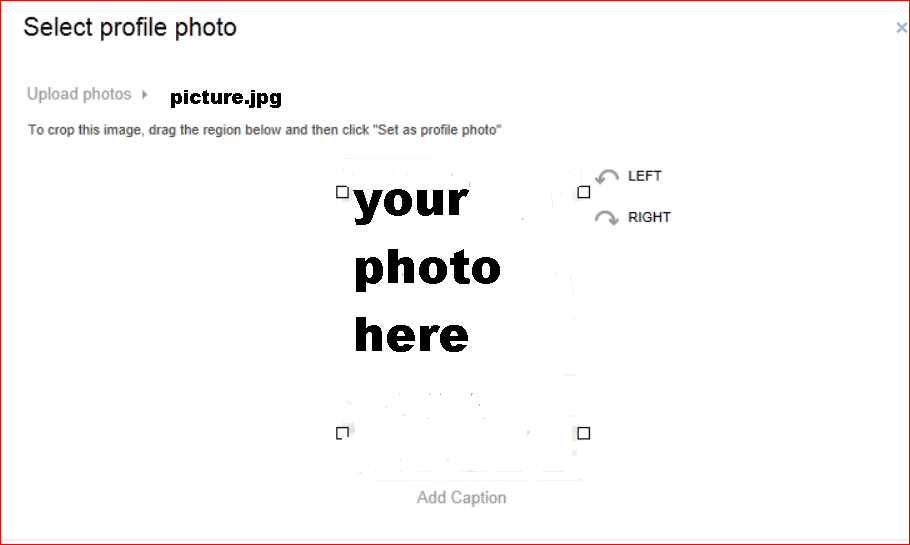 Select profile photo
Upload photos
picture.jpg
To crop this image, drag the region below and then click "Set as profile photo"
LEFT
RIGHT
your
photo
here
Add Caption